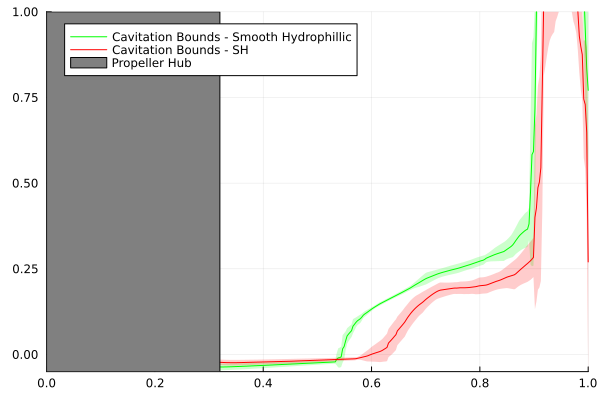 1.00
Cavitation Bounds - Smooth Hydrophillic
Cavitation Bounds - SH
Propeller Hub
0.75
0.50
0.25
0.00
0.0 0.2 0.4 0.6 0.8 1.0